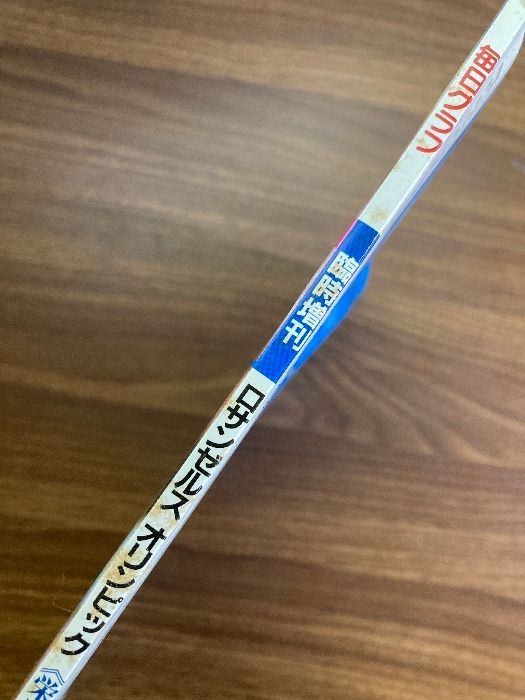 毎日グラフ
臨時増刊
ロサンゼルス オリンピック
《栄